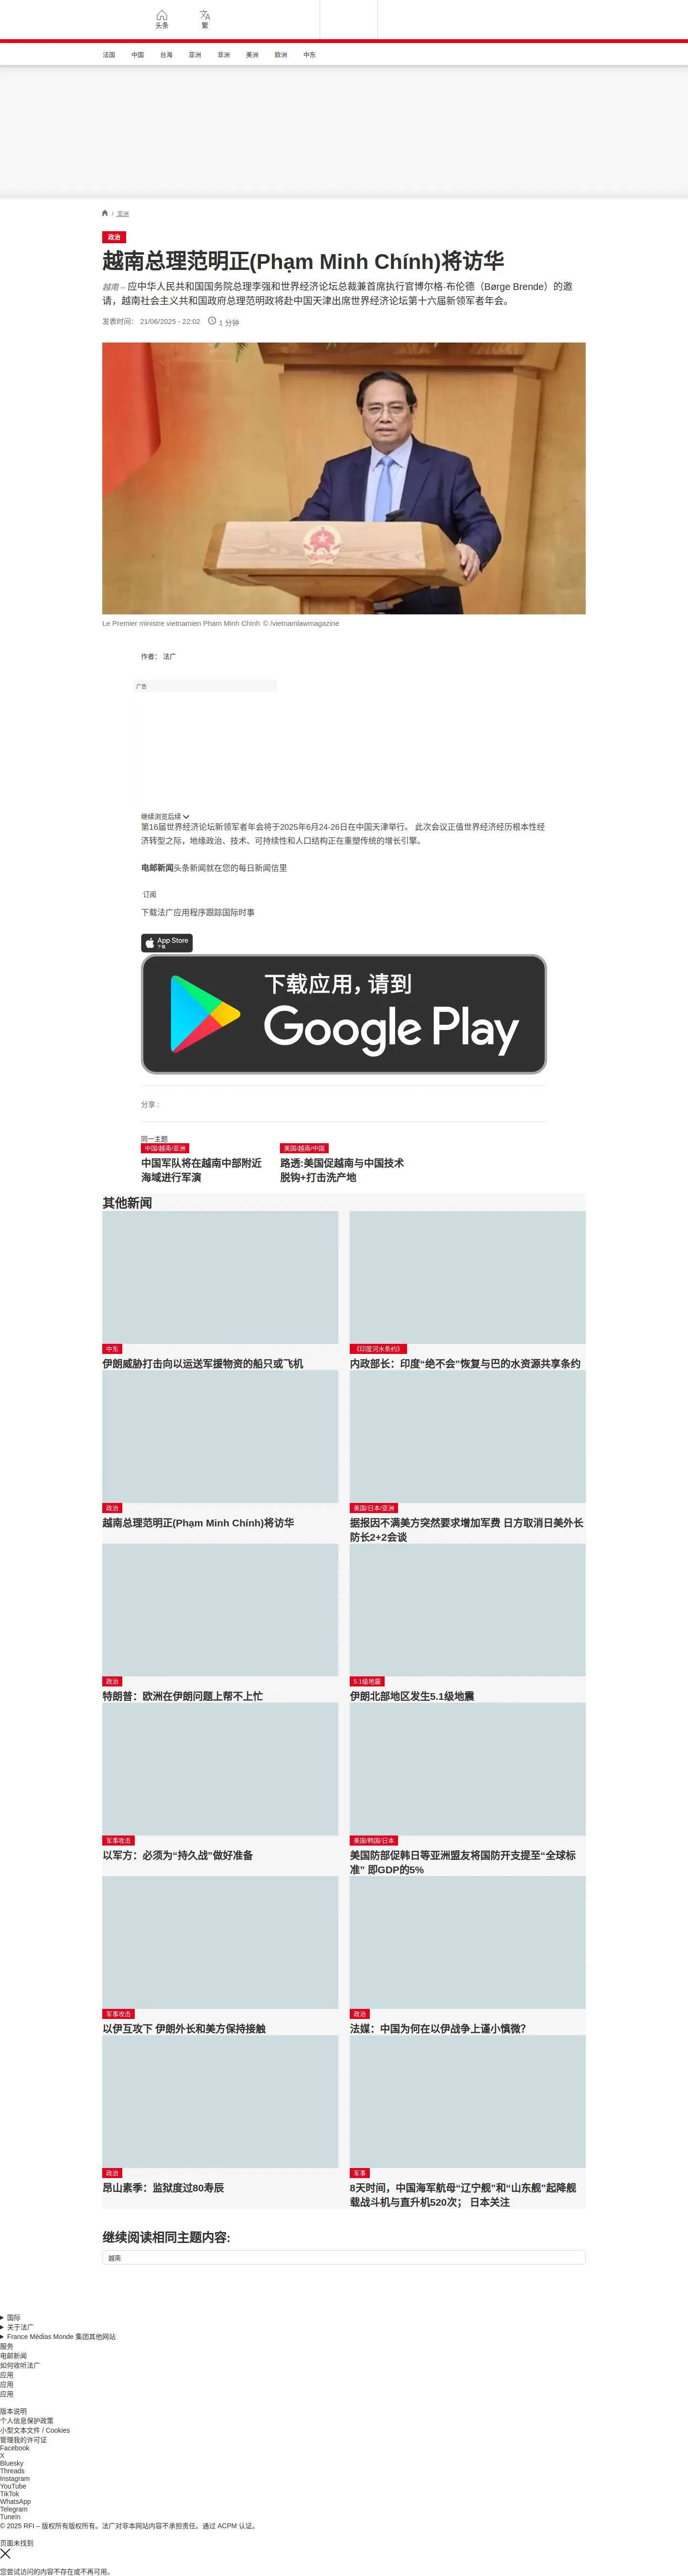 头条
繁
法国 中国 台海 亚洲 非洲 美洲 欧洲 中东
/ 亚洲
政治
越南总理范明正(Phạm Minh Chính)将访华
越南 – 应中华人民共和国国务院总理李强和世界经济论坛总裁兼首席执行官博尔格·布伦德（Børge Brende）的邀
请，越南社会主义共和国政府总理范明政将赴中国天津出席世界经济论坛第十六届新领军者年会。
发表时间： 21/06/2025 - 22:02 1 分钟
Le Premier ministre vietnamien Pham Minh Chinh © /vietnamlawmagazine
作者： 法广
广告
继续浏览后续
第16届世界经济论坛新领军者年会将于2025年6月24-26日在中国天津举行。 此次会议正值世界经济经历根本性经
济转型之际，地缘政治、技术、可持续性和人口结构正在重塑传统的增长引擎。
电邮新闻头条新闻就在您的每日新闻信里
订阅
下载法广应用程序跟踪国际时事
App Store
下载
下载应用，请到
Google Play
分享 :
同一主题
中国/越南/亚洲
中国军队将在越南中部附近
海域进行军演
美国/越南/中国
路透:美国促越南与中国技术
脱钩+打击洗产地
其他新闻
中东
伊朗威胁打击向以运送军援物资的船只或飞机
《印度河水条约》
内政部长：印度“绝不会”恢复与巴的水资源共享条约
政治
越南总理范明正(Phạm Minh Chính)将访华
美国/日本/亚洲
据报因不满美方突然要求增加军费 日方取消日美外长
防长2+2会谈
政治
特朗普：欧洲在伊朗问题上帮不上忙
5.1级地震
伊朗北部地区发生5.1级地震
军事攻击
以军方：必须为“持久战”做好准备
美国/韩国/日本
美国防部促韩日等亚洲盟友将国防开支提至“全球标
准” 即GDP的5%
军事攻击
以伊互攻下 伊朗外长和美方保持接触
政治
法媒：中国为何在以伊战争上谨小慎微？
政治
昂山素季：监狱度过80寿辰
军事
8天时间，中国海军航母“辽宁舰”和“山东舰”起降舰
载战斗机与直升机520次； 日本关注
继续阅读相同主题内容:
越南
国际
关于法广
France Médias Monde 集团其他网站
服务
电邮新闻
如何收听法广
应用
应用
应用
版本说明
个人信息保护政策
小型文本文件 / Cookies
管理我的许可证
Facebook
X
Bluesky
Threads
Instagram
YouTube
TikTok
WhatsApp
Telegram
TuneIn
© 2025 RFI – 版权所有版权所有。法广对非本网站内容不承担责任。通过 ACPM 认证。
页面未找到
您尝试访问的内容不存在或不再可用。